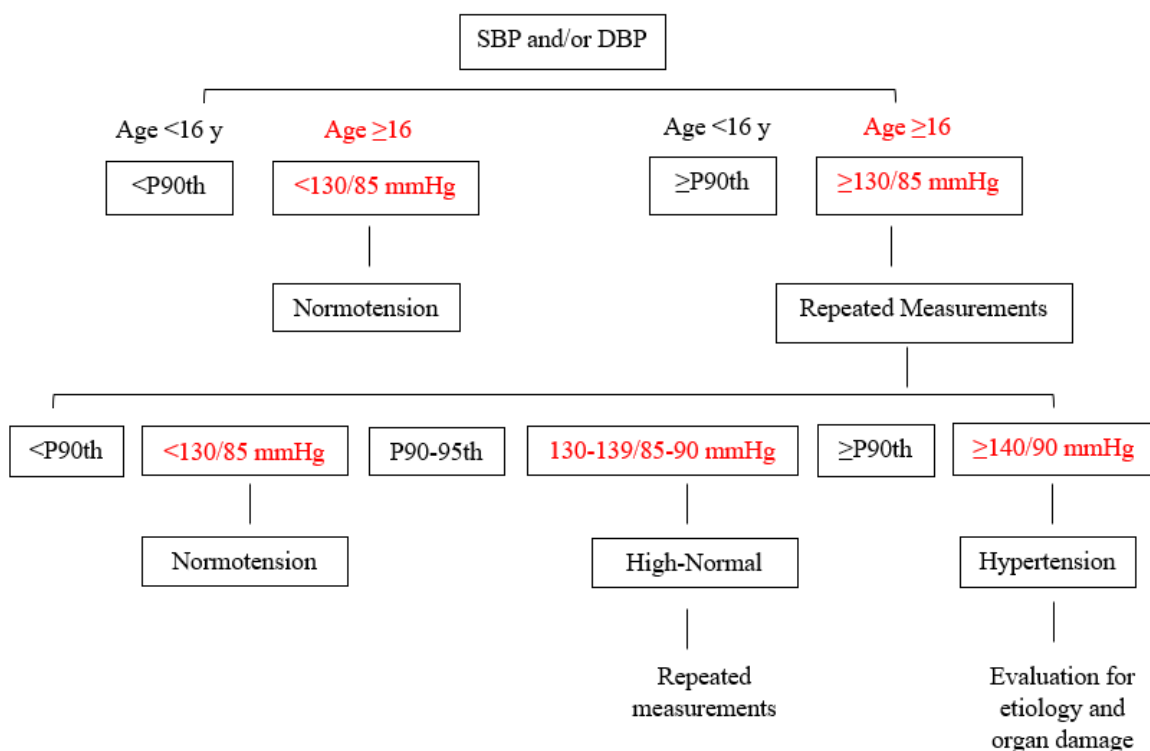 SBP and/or DBP
Age <16 y
Age ≥16
Age <16 y
Age ≥16
<P90th
<130/85 mmHg
≥P90th
≥130/85 mmHg
Normotension
Repeated Measurements
<P90th
<130/85 mmHg
P90-95th
130-139/85-90 mmHg
≥P90th
≥140/90 mmHg
Normotension
High-Normal
Hypertension
Repeated
measurements
Evaluation for
etiology and
organ damage